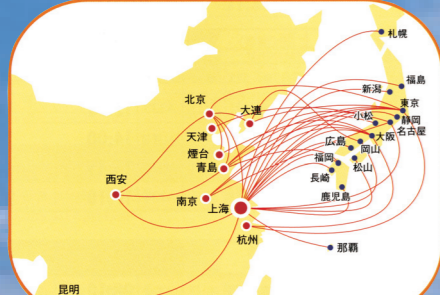 札幌
福島
新潟
北京
大連
東京
小松
静岡
天津
名古屋
大阪
広島
煙台
岡山
福岡
青島
松山
西安
長崎
南京
上海
鹿児島
杭州
那覇
昆明